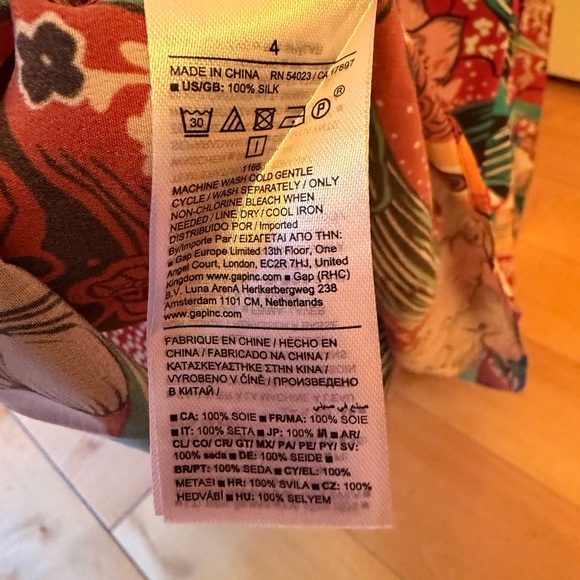 4
MADE IN CHINA RN 54023 / CA 17897
■ US/GB: 100% SILK
®
30 P
MACHINE WASH COLD GENTLE
CYCLE / WASH SEPARATELY / ONLY
NON-CHLORINE BLEACH WHEN
NEEDED / LINE DRY / COOL IRON
DISTRIBUIDO POR / Imported
By/Importe Par / ΕΙΣΑΓΕΤΑΙ ΑΠΟ ΤΗΝ:
■ Gap Europe Limited 13th Floor, One
Angel Court, London, EC2R 7HJ, United
Kingdom www.gapinc.com ■ Gap (RHC)
B.V. Luna ArenA Herikerbergweg 238
Amsterdam 1101 CM, Netherlands
www.gapinc.com
FABRIQUE EN CHINE / HECHO EN
CHINA / FABRICADO NA CHINA /
ΚΑΤΑΣΚΕΥΑΣΤΗΚΕ ΣΤΗΝ ΚΙΝΑ /
VYROBENO V ČÍNĚ / ПРОИЗВЕДЕНО
В КИТАЙ /
صنع في صيني
■ CA: 100% SOIE ■ FR/MA: 100% SOIE
■ IT: 100% SETA ■ JP: 100% ■ AR/
CL/ CO/ CR/ GT/ MX/ PA/ PE/ PY/ SV:
100% seda ■ DE: 100% SEIDE ■
BR/PT: 100% SEDA ■ CY/EL: 100%
ΜΕΤΑΞΙ ■ HR: 100% SVILA ■ CZ: 100%
HEDVÁBÍ ■ HU: 100% SELYEM